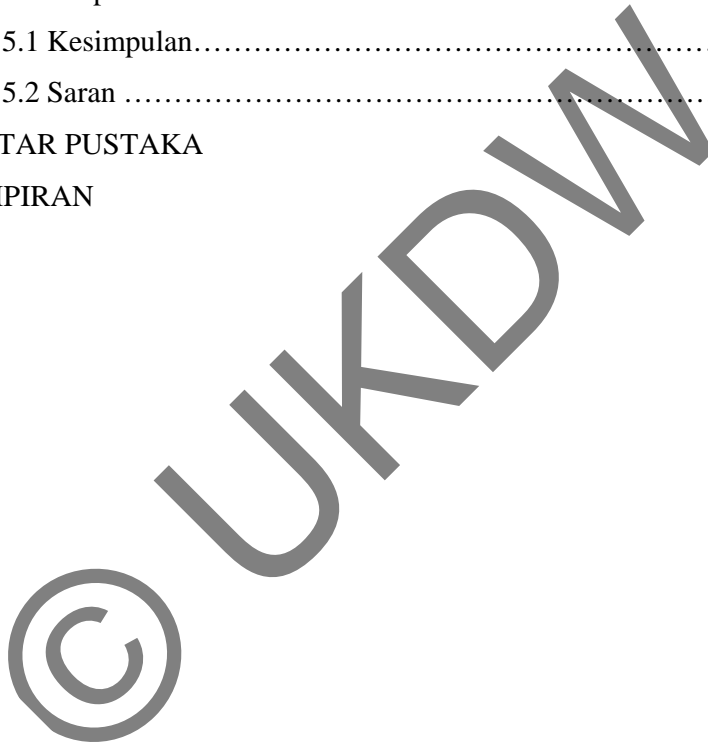 5.1 Kesimpulan………………………………………………
5.2 Saran ……………………………………………………
TAR PUSTAKA
IPIRAN
© UKDW